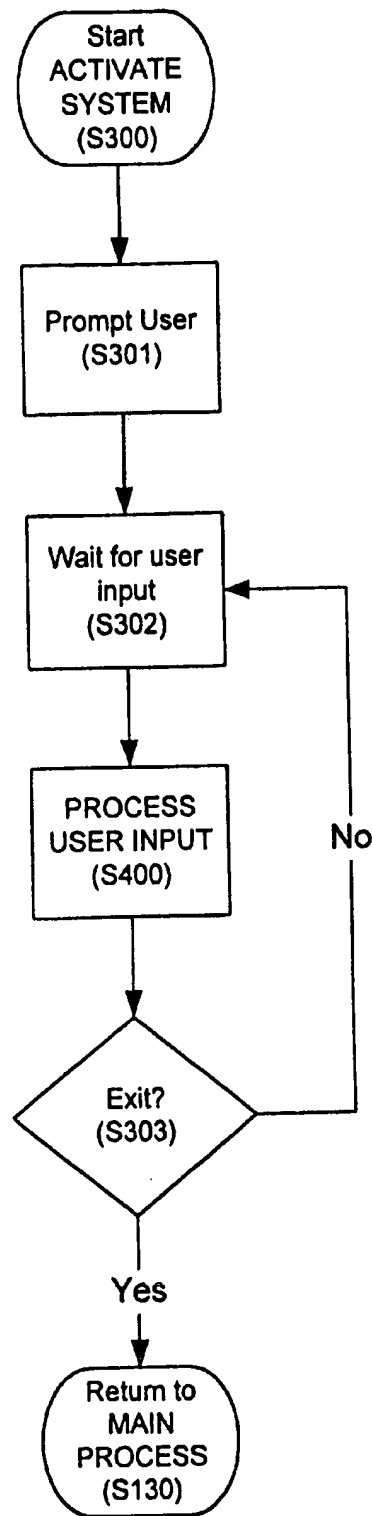 Start
ACTIVATE
SYSTEM
(S300)
Prompt User
(S301)
Wait for user
input
(S302)
PROCESS
USER INPUT
(S400)
No
Exit?
(S303)
Yes
Return to
MAIN
PROCESS
(S130)